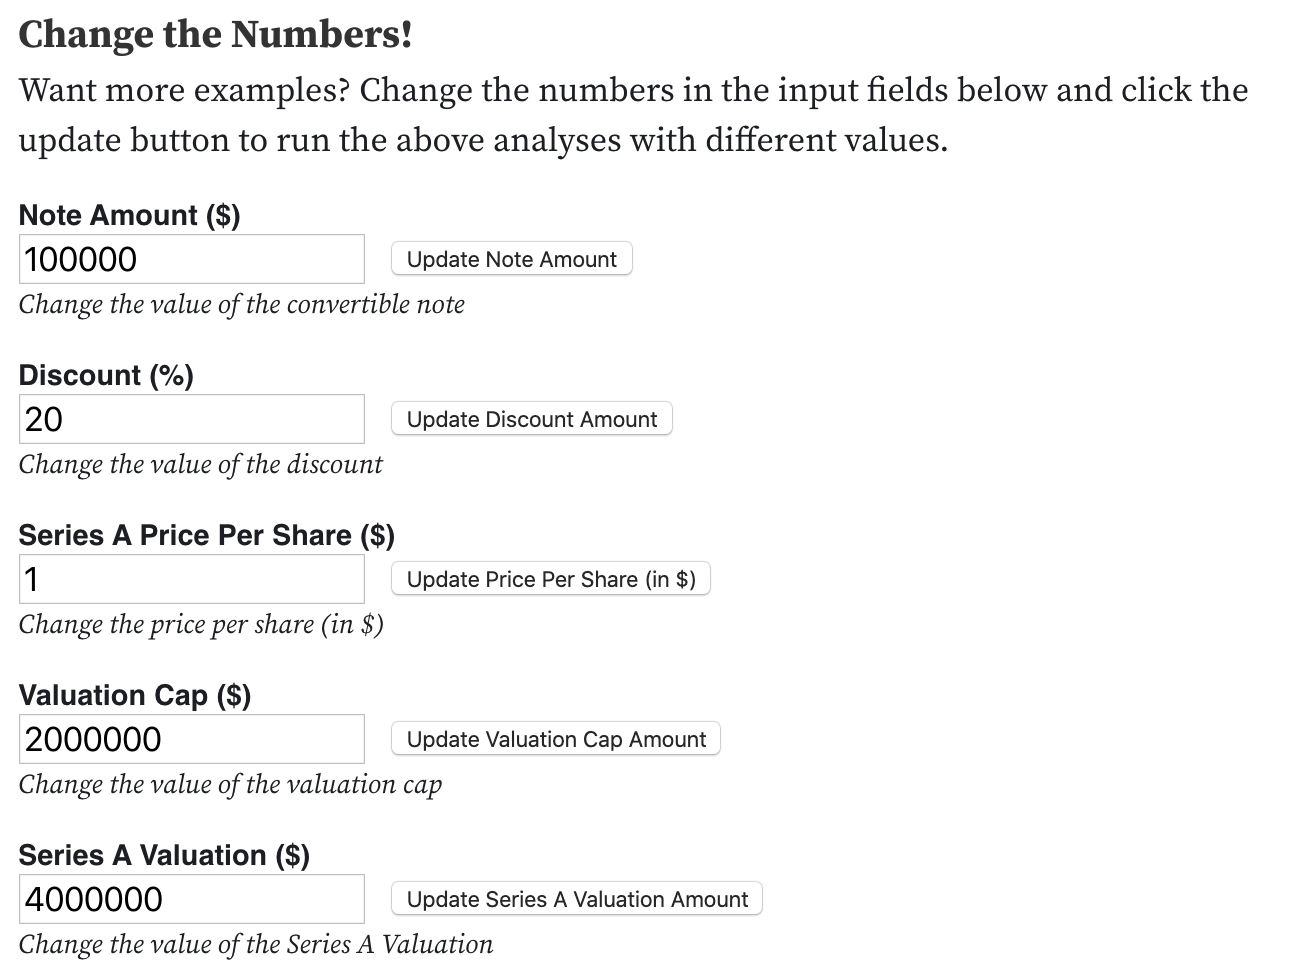 Change the Numbers!
Want more examples? Change the numbers in the input fields below and click the
update button to run the above analyses with different values.
Note Amount ($)
100000 Update Note Amount
Change the value of the convertible note
Discount (%)
20 Update Discount Amount
Change the value of the discount
Series A Price Per Share ($)
1 Update Price Per Share (in $)
Change the price per share (in $)
Valuation Cap ($)
2000000 Update Valuation Cap Amount
Change the value of the valuation cap
Series A Valuation ($)
4000000 Update Series A Valuation Amount
Change the value of the Series A Valuation